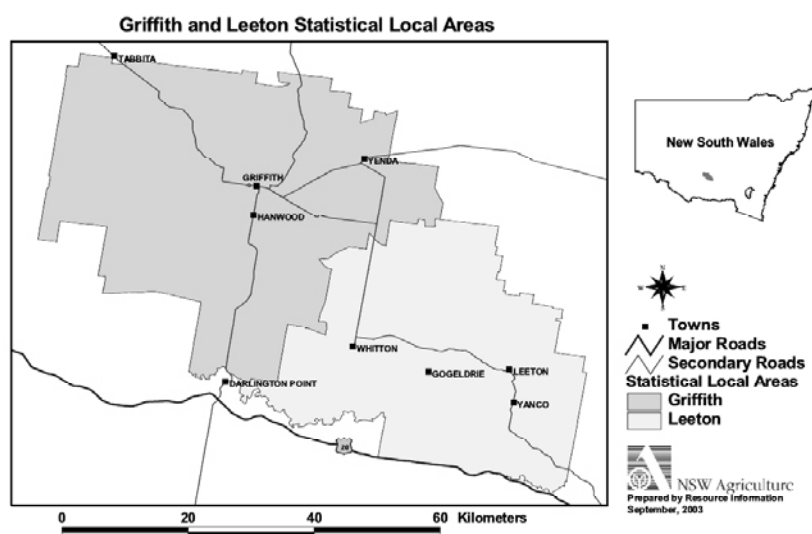 Griffith and Leeton Statistical Local Areas
TABBITA
YENDA
GRIFFITH
HANWOOD
WHITTON
GOGELDRIE
LEETON
DARLINGTON POINT
YANCO
20
0 20 40 60 Kilometers
New South Wales
N
W E
S
Towns
Major Roads
Secondary Roads
Statistical Local Areas
Griffith
Leeton
NSW Agriculture
Prepared by Resource Information
September, 2003